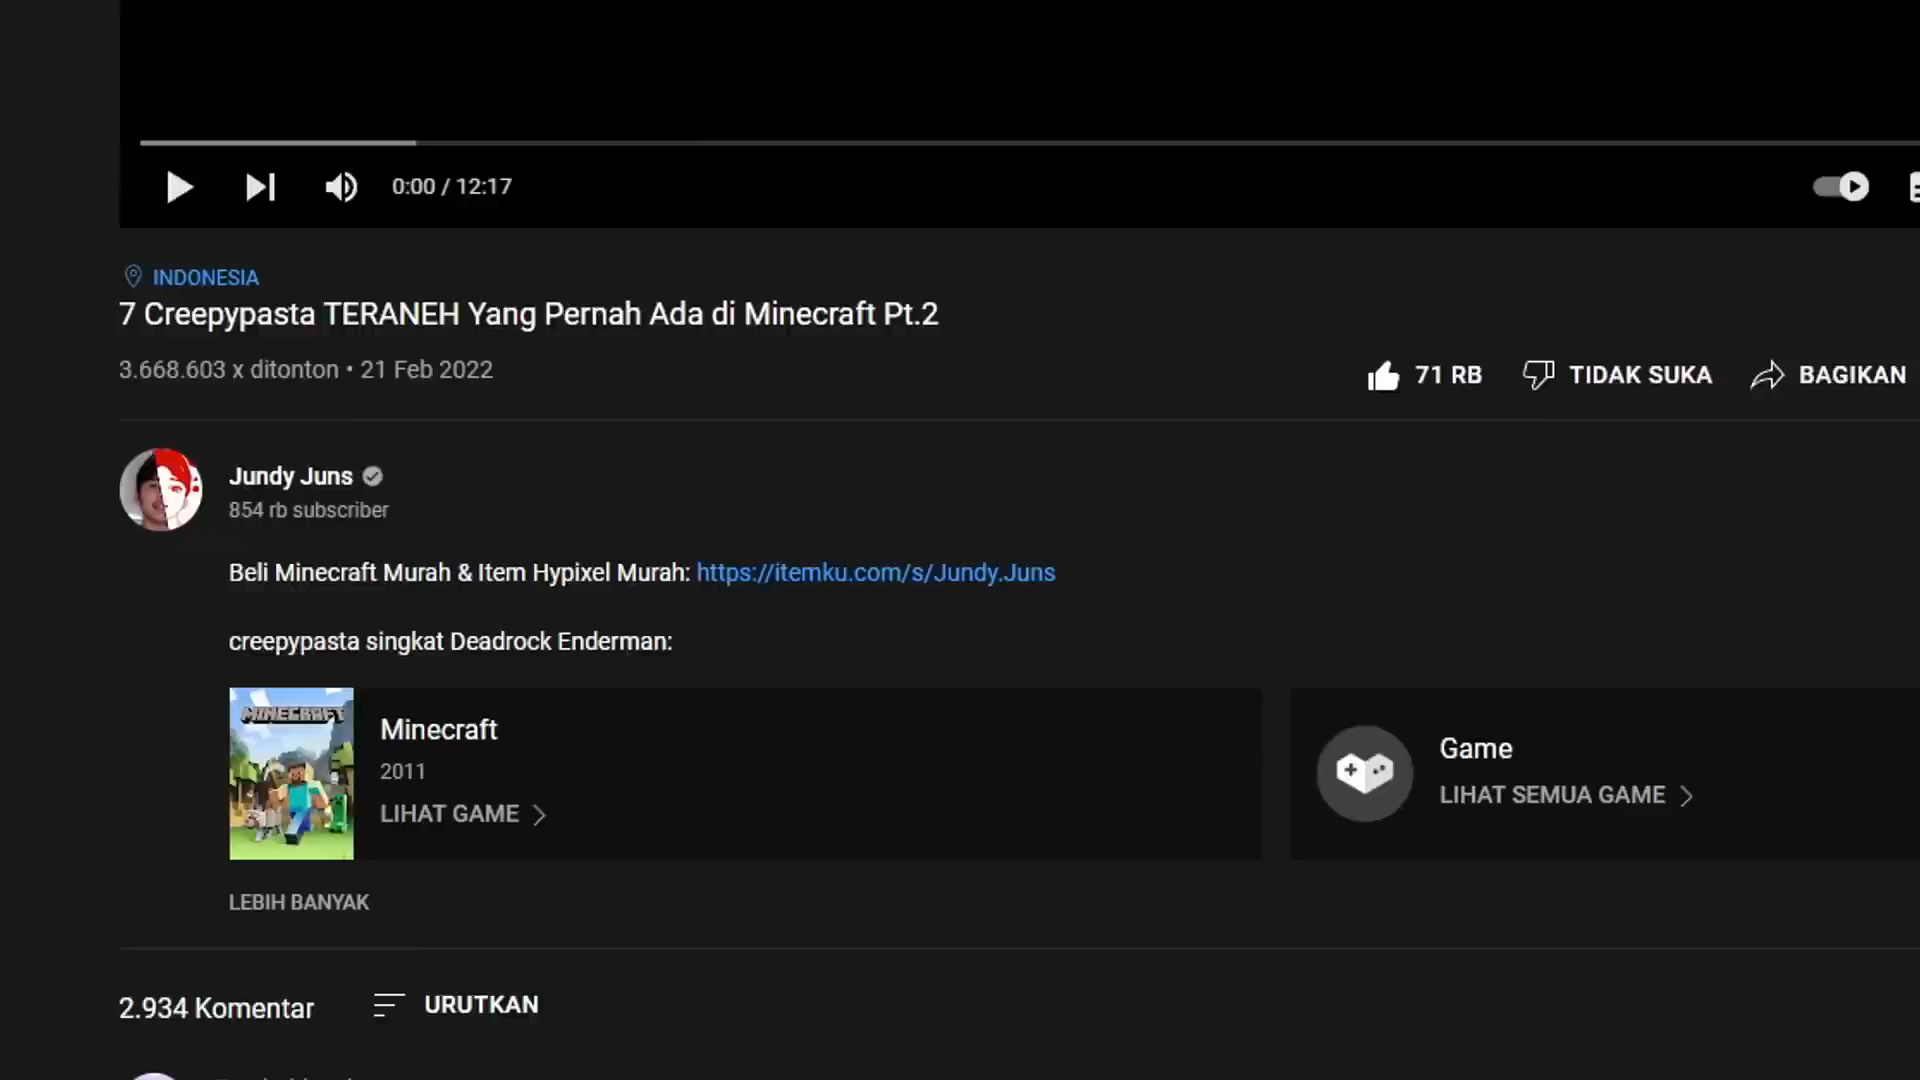 0:00 / 12:17
INDONESIA
7 Creepypasta TERANEH Yang Pernah Ada di Minecraft Pt.2
3.668.603 x ditonton • 21 Feb 2022
71 RB TIDAK SUKA BAGIKAN
Jundy Juns
854 rb subscriber
Beli Minecraft Murah & Item Hypixel Murah: https://itemku.com/s/Jundy.Juns
creepypasta singkat Deadrock Enderman:
MINECRAFT
Minecraft
2011
LIHAT GAME
Game
LIHAT SEMUA GAME
LEBIH BANYAK
2.934 Komentar URUTKAN